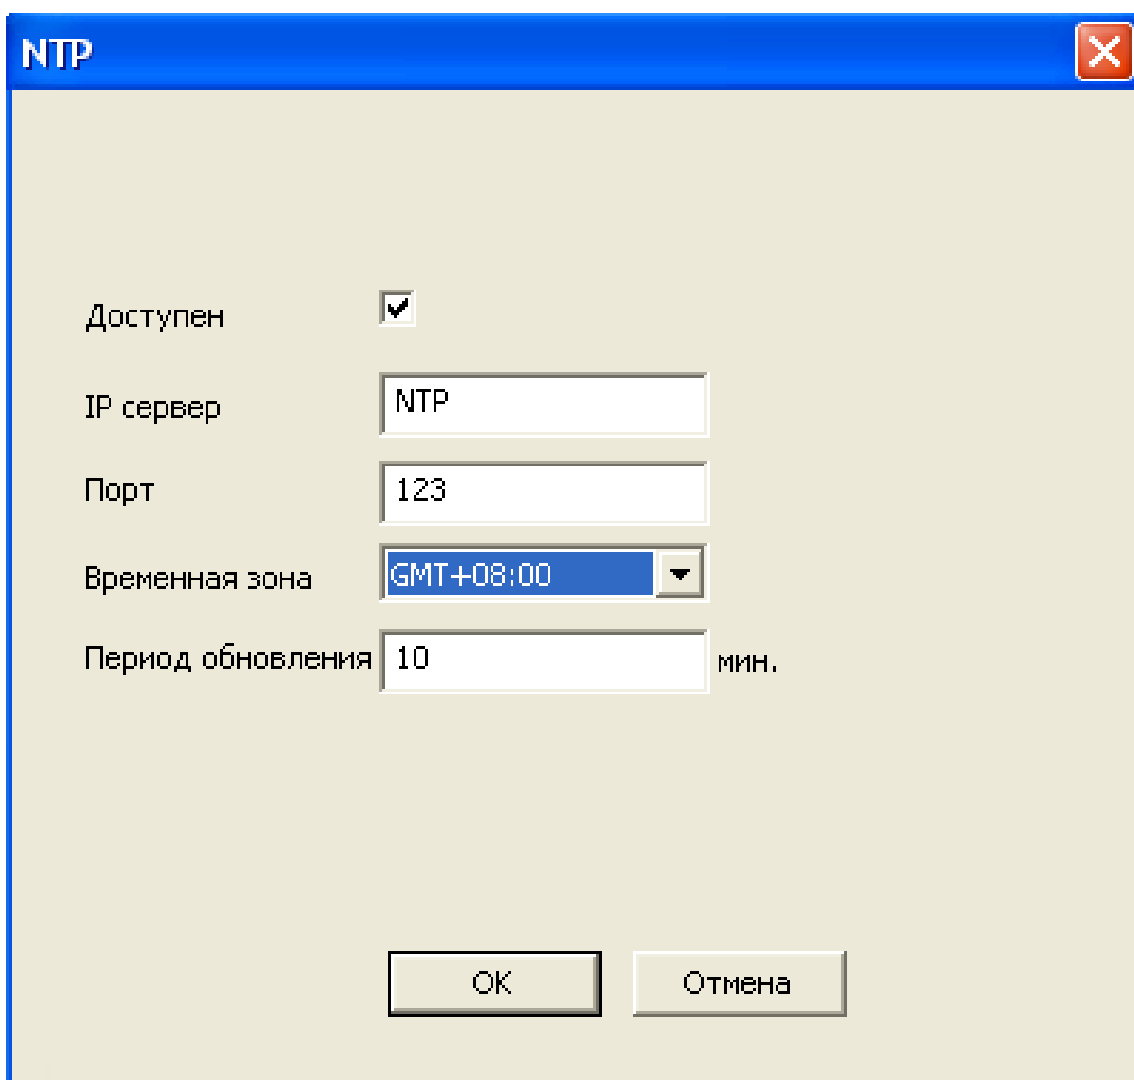 NTP
Доступен
IP сервер NTP
Порт 123
Временная зона GMT+08:00
Период обновления 10 мин.
OK Отмена